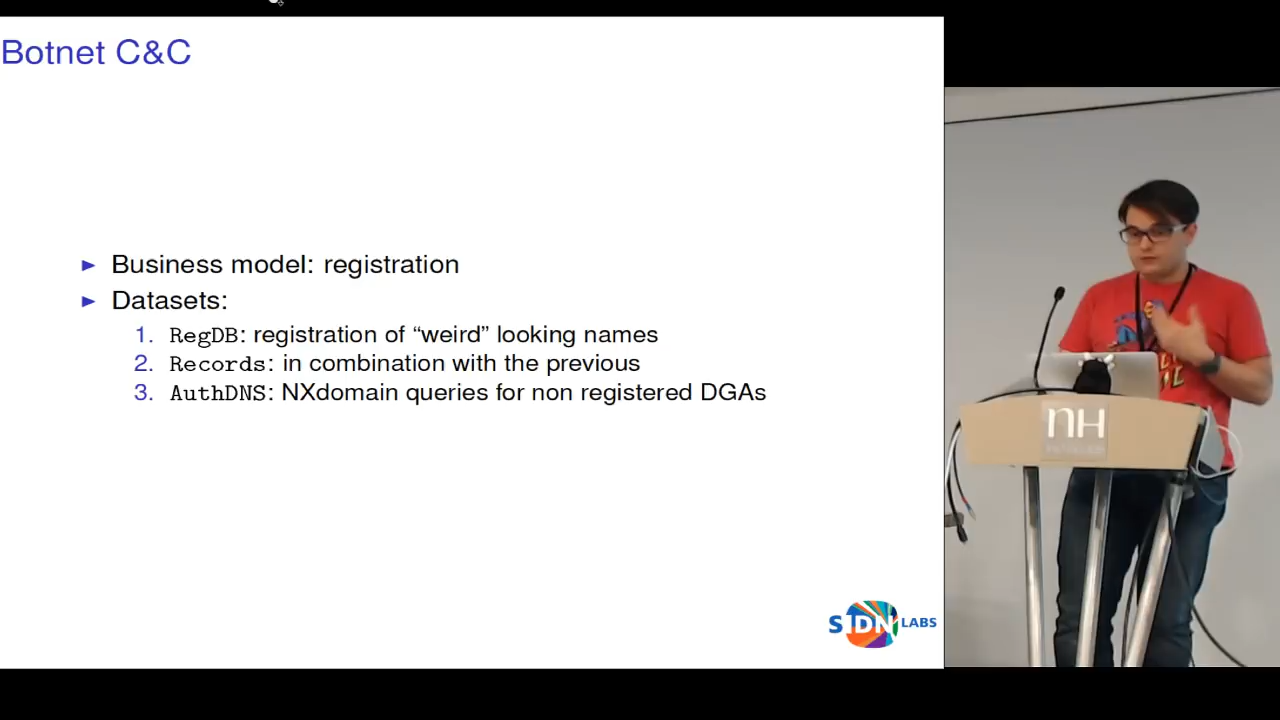 Botnet C&C
► Business model: registration
► Datasets:
1. RegDB: registration of “weird” looking names
2. Records: in combination with the previous
3. AuthDNS: NXdomain queries for non registered DGAs
SIDN LABS
nH